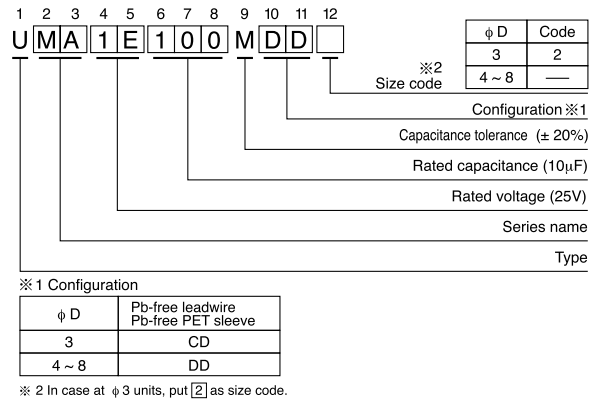 1 2 3 4 5 6 7 8 9 10 11 12
U M A 1 E 1 0 0 M D D
φ D Code
3 2
4 ~ 8 —
※2
Size code
Configuration ※1
Capacitance tolerance (± 20%)
Rated capacitance (10μF)
Rated voltage (25V)
Series name
Type
※1 Configuration
φ D Pb-free leadwire
Pb-free PET sleeve
3 CD
4 ~ 8 DD
※ 2 In case at φ 3 units, put 2 as size code.